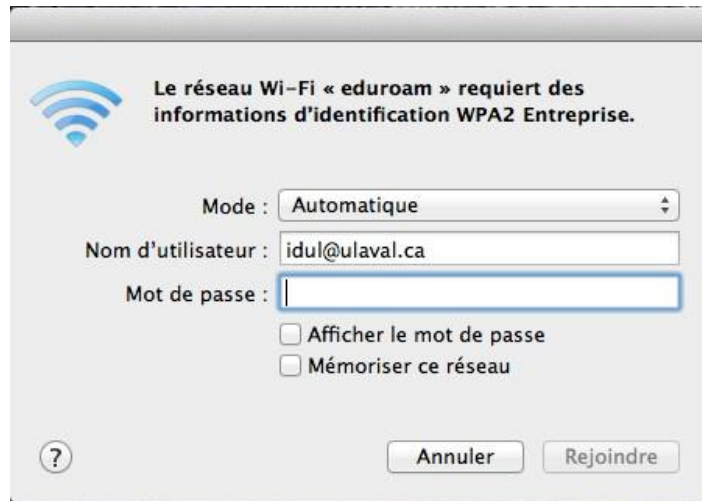 Le réseau Wi-Fi « eduroam » requiert des
informations d'identification WPA2 Entreprise.
Mode : Automatique
Nom d'utilisateur : idul@ulaval.ca
Mot de passe :
Afficher le mot de passe
Mémoriser ce réseau
? Annuler Rejoindre